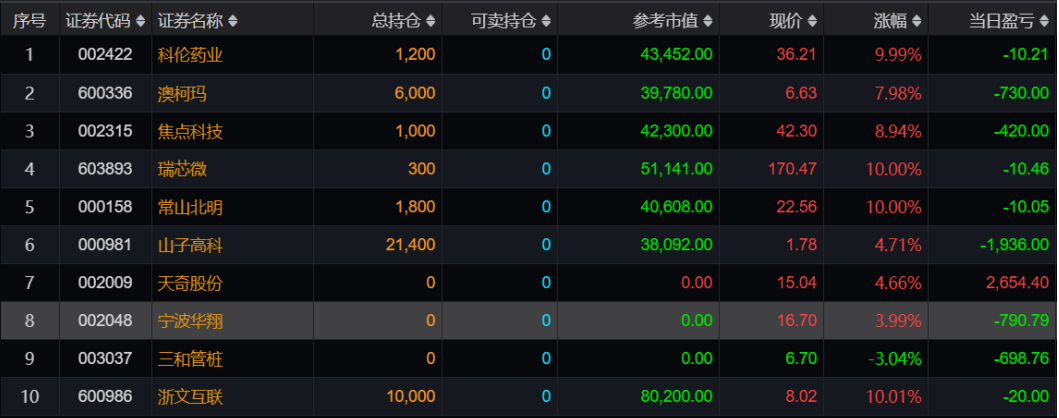 序号 证券代码 证券名称 总持仓 可卖持仓 参考市值 现价 涨幅 当日盈亏
1 002422 科伦药业 1,200 0 43,452.00 36.21 9.99% -10.21
2 600336 澳柯玛 6,000 0 39,780.00 6.63 7.98% -730.00
3 002315 焦点科技 1,000 0 42,300.00 42.30 8.94% -420.00
4 603893 瑞芯微 300 0 51,141.00 170.47 10.00% -10.46
5 000158 常山北明 1,800 0 40,608.00 22.56 10.00% -10.05
6 000981 山子高科 21,400 0 38,092.00 1.78 4.71% -1,936.00
7 002009 天奇股份 0 0 0.00 15.04 4.66% 2,654.40
8 002048 宁波华翔 0 0 0.00 16.70 3.99% -790.79
9 003037 三和管桩 0 0 0.00 6.70 -3.04% -698.76
10 600986 浙文互联 10,000 0 80,200.00 8.02 10.01% -20.00